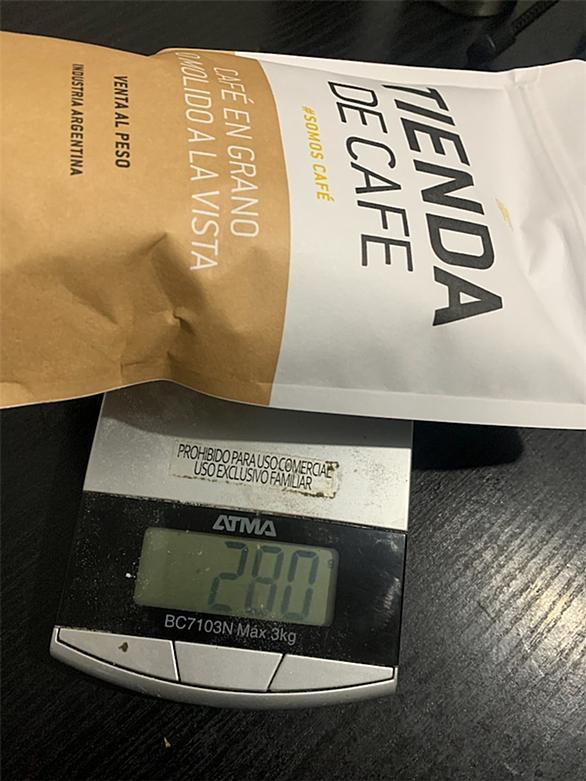 TIENDA
DE CAFE
#SOMOS CAFÉ
CAFÉ EN GRANO
O MOLIDO A LA VISTA
VENTA AL PESO
INDUSTRIA ARGENTINA
PROHIBIDO PARA USO COMERCIAL
USO EXCLUSIVO FAMILIAR
ATMA
280
BC7103N Máx 3kg